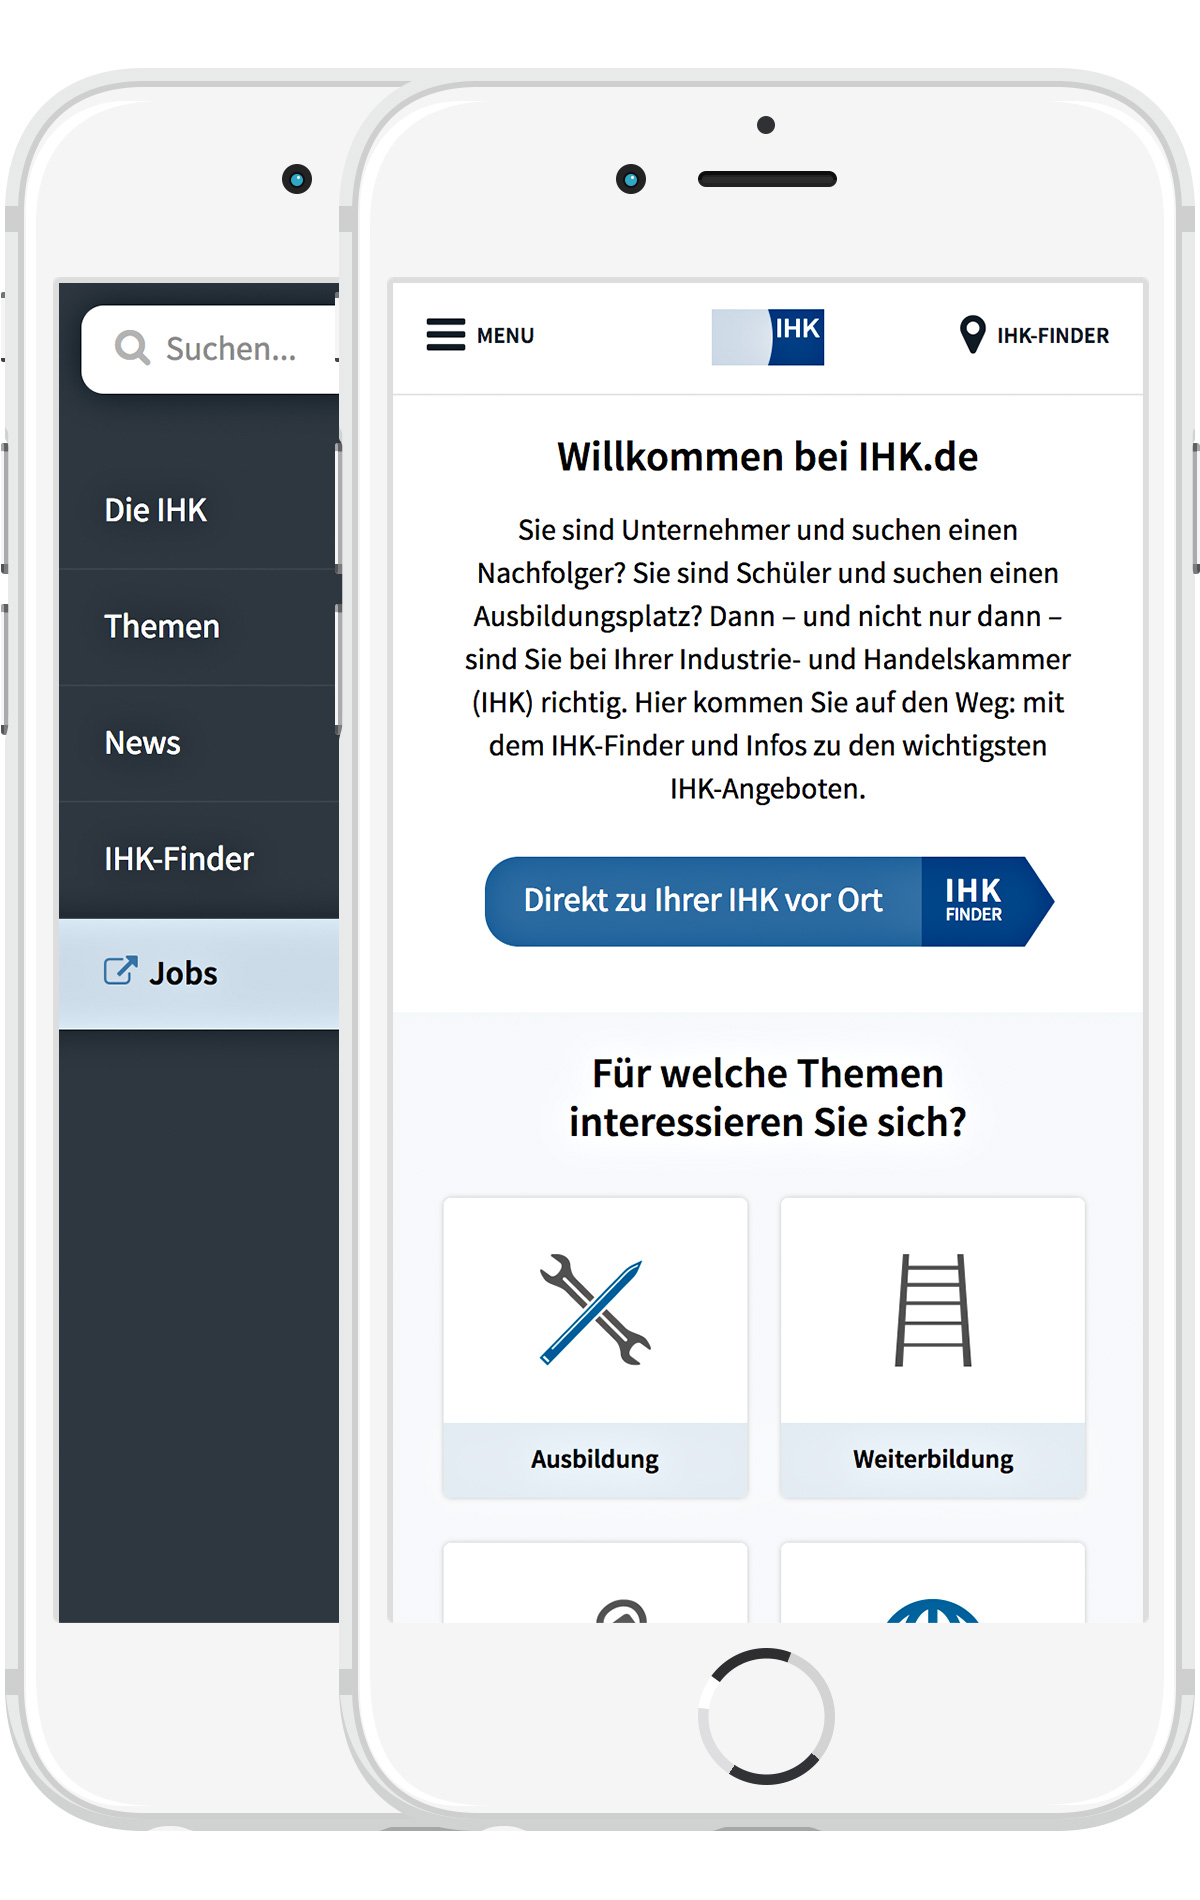 Suchen...
Die IHK
Themen
News
IHK-Finder
Jobs
MENU
IHK
IHK-FINDER
Willkommen bei IHK.de
Sie sind Unternehmer und suchen einen
Nachfolger? Sie sind Schüler und suchen einen
Ausbildungsplatz? Dann – und nicht nur dann –
sind Sie bei Ihrer Industrie- und Handelskammer
(IHK) richtig. Hier kommen Sie auf den Weg: mit
dem IHK-Finder und Infos zu den wichtigsten
IHK-Angeboten.
Direkt zu Ihrer IHK vor Ort
IHK
FINDER
Für welche Themen
interessieren Sie sich?
Ausbildung
Weiterbildung